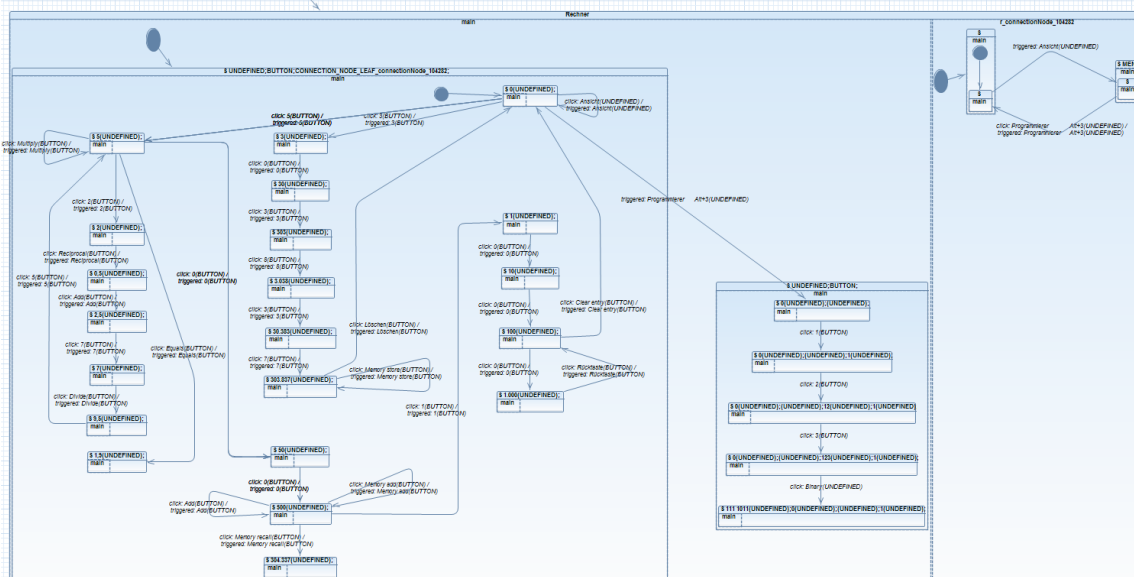 Rechner
main
r_connectionNode_104282
$ UNDEFINED;BUTTON;CONNECTION_NODE_LEAF_connectionNode_104282;
main
$
main
triggered: Ansicht(UNDEFINED)
$
main
click: Programmierer Alt+3(UNDEFINED) /
triggered: Programmierer Alt+3(UNDEFINED)
$ 0(UNDEFINED);
main
click: Ansicht(UNDEFINED) /
triggered: Ansicht(UNDEFINED)
click: 5(BUTTON) /
triggered: 5(BUTTON)
click: 3(BUTTON) /
triggered: 3(BUTTON)
$ 5(UNDEFINED);
main
click: Multiply(BUTTON) /
triggered: Multiply(BUTTON)
$ 3(UNDEFINED);
main
click: 0(BUTTON) /
triggered: 0(BUTTON)
$ 30(UNDEFINED);
main
click: 2(BUTTON) /
triggered: 2(BUTTON)
click: 3(BUTTON) /
triggered: 3(BUTTON)
triggered: Programmierer Alt+3(UNDEFINED)
$ 2(UNDEFINED);
main
$ 303(UNDEFINED);
main
$ 1(UNDEFINED);
main
click: Reciprocal(BUTTON) /
triggered: Reciprocal(BUTTON)
click: 8(BUTTON) /
triggered: 8(BUTTON)
click: 0(BUTTON) /
triggered: 0(BUTTON)
click: 5(BUTTON) /
triggered: 5(BUTTON)
$ 0,5(UNDEFINED);
main
click: 0(BUTTON) /
triggered: 0(BUTTON)
$ 3.038(UNDEFINED);
main
$ 10(UNDEFINED);
main
$ UNDEFINED;BUTTON;
main
click: Add(BUTTON) /
triggered: Add(BUTTON)
click: 3(BUTTON) /
triggered: 3(BUTTON)
click: 0(BUTTON) /
triggered: 0(BUTTON)
click: Clear entry(BUTTON) /
triggered: Clear entry(BUTTON)
$ 0(UNDEFINED);(UNDEFINED);
main
$ 2,5(UNDEFINED);
main
$ 30.383(UNDEFINED);
main
click: Löschen(BUTTON) /
triggered: Löschen(BUTTON)
$ 100(UNDEFINED);
main
click: 1(BUTTON)
click: 7(BUTTON) /
triggered: 7(BUTTON)
click: Equals(BUTTON) /
triggered: Equals(BUTTON)
click: 7(BUTTON) /
triggered: 7(BUTTON)
click: 0(BUTTON) /
triggered: 0(BUTTON)
click: Rücktaste(BUTTON) /
triggered: Rücktaste(BUTTON)
$ 0(UNDEFINED);(UNDEFINED);1(UNDEFINED);
main
$ 7(UNDEFINED);
main
$ 303.837(UNDEFINED);
main
click: Memory store(BUTTON) /
triggered: Memory store(BUTTON)
click: 2(BUTTON)
click: Divide(BUTTON) /
triggered: Divide(BUTTON)
click: 1(BUTTON) /
triggered: 1(BUTTON)
$ 1.000(UNDEFINED);
main
$ 0(UNDEFINED);(UNDEFINED);12(UNDEFINED);1(UNDEFINED)
main
main
click: 3(BUTTON)
$ 1,5(UNDEFINED);
main
$ 50(UNDEFINED);
main
$ 0(UNDEFINED);(UNDEFINED);123(UNDEFINED);1(UNDEFINED);
main
click: 0(BUTTON) /
triggered: 0(BUTTON)
click: Memory add(BUTTON) /
triggered: Memory add(BUTTON)
click: Binary(UNDEFINED)
click: Add(BUTTON) /
triggered: Add(BUTTON)
$ 500(UNDEFINED);
main
$ 111 1011(UNDEFINED);0(UNDEFINED);(UNDEFINED);1(UNDEFINED);
main
click: Memory recall(BUTTON) /
triggered: Memory recall(BUTTON)
$ 304.337(UNDEFINED);
main